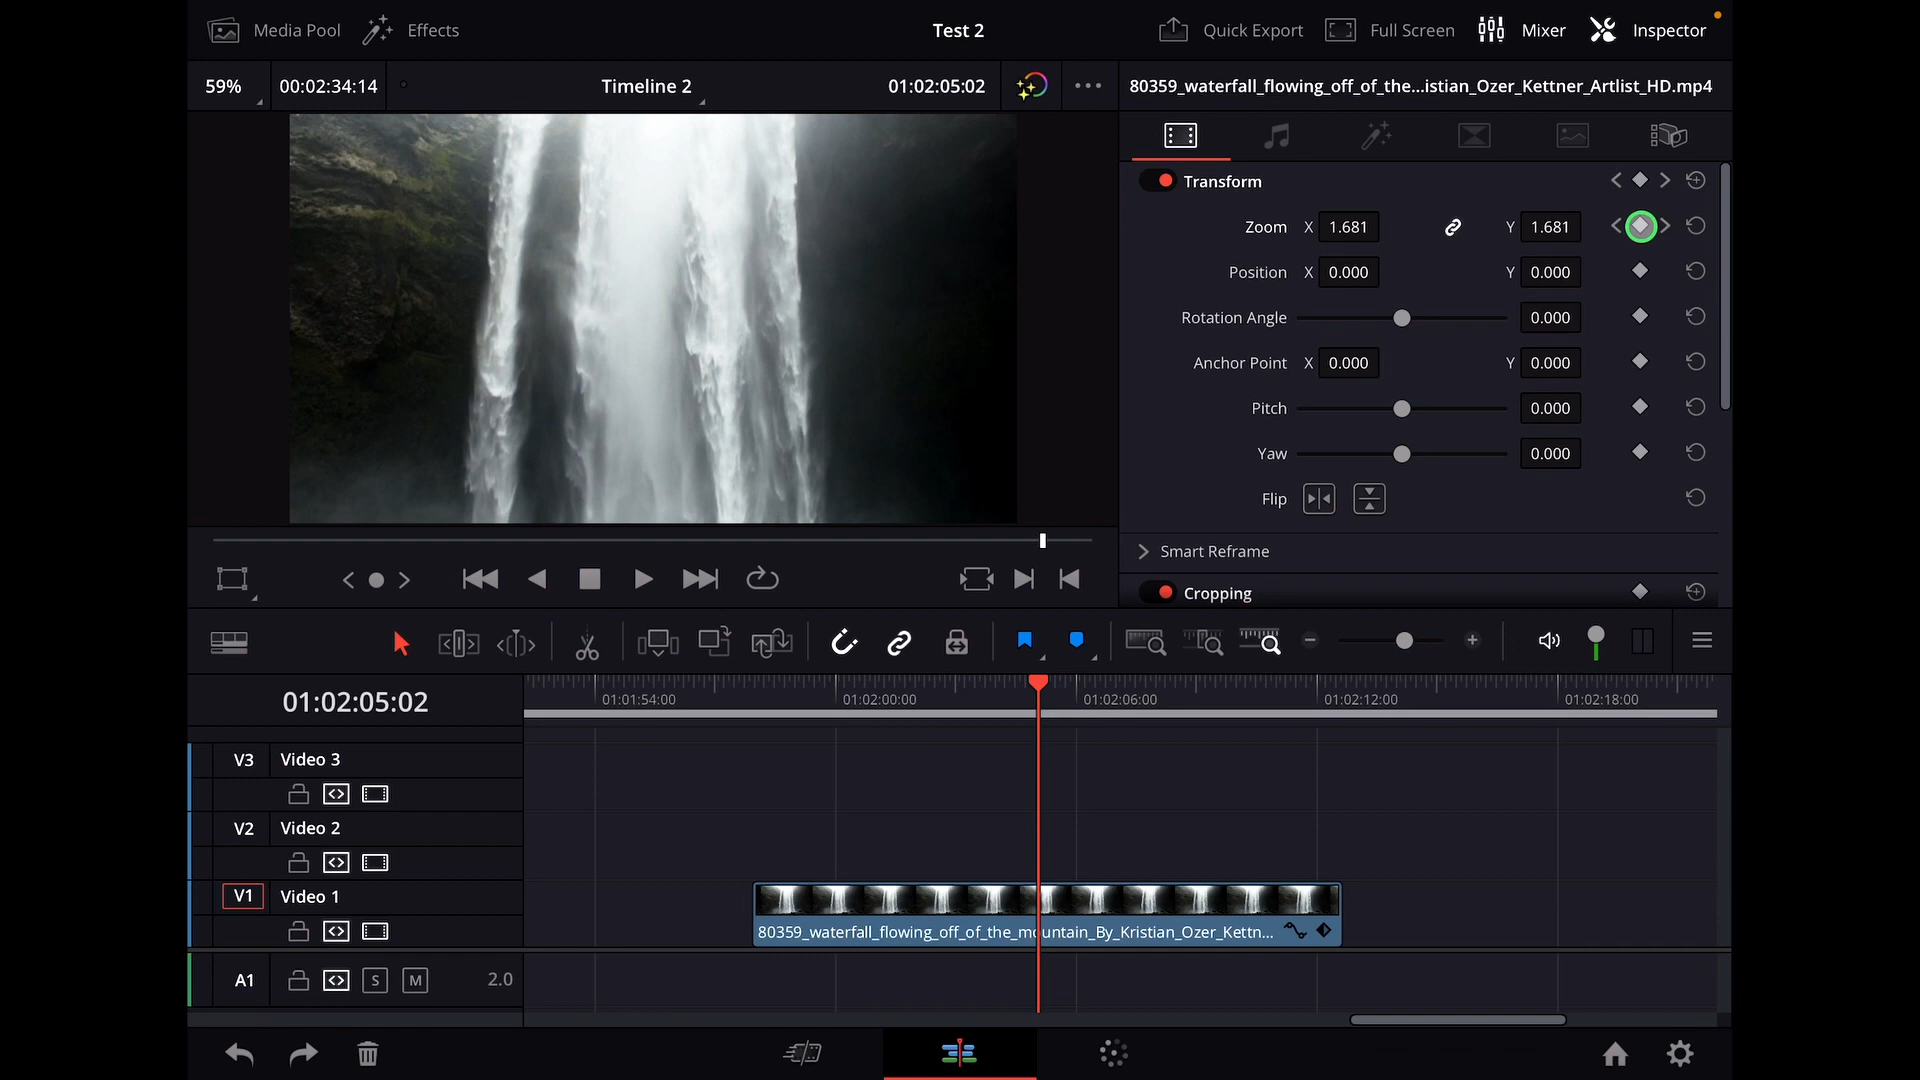 Media Pool Effects Test 2 Quick Export Full Screen Mixer Inspector
59% 00:02:34:14 Timeline 2 01:02:05:02 80359_waterfall_flowing_off_of_the...istian_Ozer_Kettner_Artlist_HD.mp4
Transform
Zoom X 1.681 Y 1.681
Position X 0.000 Y 0.000
Rotation Angle 0.000
Anchor Point X 0.000 Y 0.000
Pitch 0.000
Yaw 0.000
Flip
Smart Reframe
Cropping
01:02:05:02 01:01:54:00 01:02:00:00 01:02:06:00 01:02:12:00 01:02:18:00
V3 Video 3
V2 Video 2
V1 Video 1
80359_waterfall_flowing_off_of_the_mountain_By_Kristian_Ozer_Kettn...
A1 S M 2.0